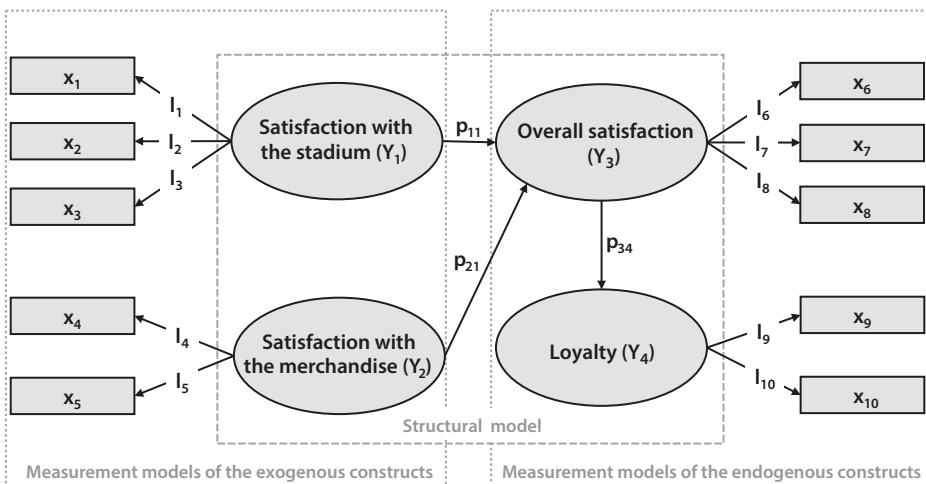 x₁
x₂
x₃
x₄
x₅
l₁
l₂
l₃
l₄
l₅
Satisfaction with
the stadium (Y₁)
Satisfaction with
the merchandise (Y₂)
p₁₁
p₂₁
Overall satisfaction
(Y₃)
p₃₄
Loyalty (Y₄)
l₆
l₇
l₈
l₉
l₁₀
x₆
x₇
x₈
x₉
x₁₀
Structural model
Measurement models of the exogenous constructs
Measurement models of the endogenous constructs